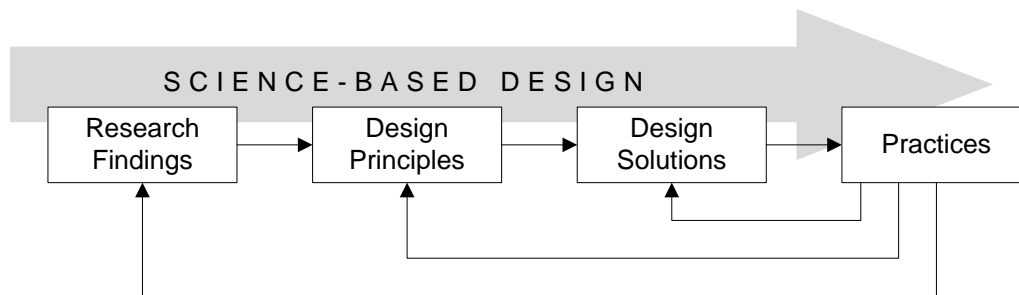 SCIENCE-BASED DESIGN
Research
Findings
Design
Principles
Design
Solutions
Practices